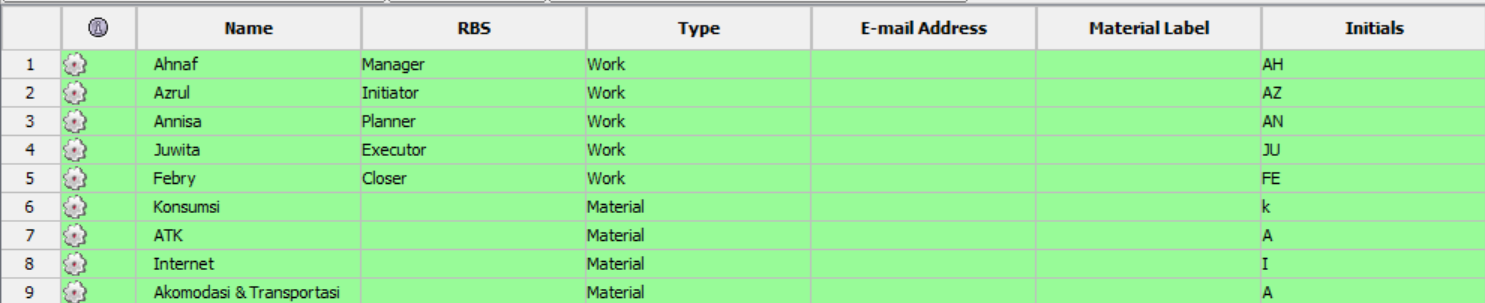 Name RBS Type E-mail Address Material Label Initials
1 Ahnaf Manager Work AH
2 Azrul Initiator Work AZ
3 Annisa Planner Work AN
4 Juwita Executor Work JU
5 Febry Closer Work FE
6 Konsumsi Material k
7 ATK Material A
8 Internet Material I
9 Akomodasi & Transportasi Material A